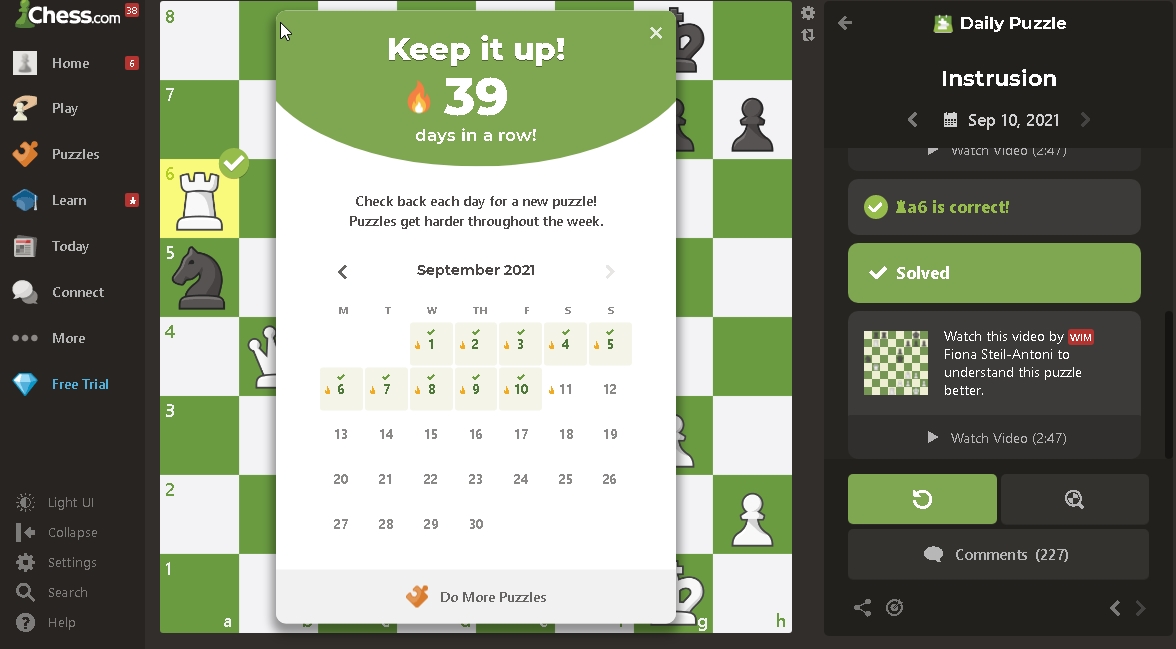 Chess.com
38
Home
6
Play
Puzzles
Learn
Today
Connect
More
Free Trial
Light UI
Collapse
Settings
Search
Help
8
7
6
5
4
3
2
1
a
g
h
Keep it up!
39
days in a row!
Check back each day for a new puzzle!
Puzzles get harder throughout the week.
September 2021
M T W TH F S S
1 2 3 4 5
6 7 8 9 10 11 12
13 14 15 16 17 18 19
20 21 22 23 24 25 26
27 28 29 30
Do More Puzzles
Daily Puzzle
Instrusion
Sep 10, 2021
Watch Video (2:47)
a6 is correct!
Solved
Watch this video by WIM
Fiona Steil-Antoni to
understand this puzzle
better.
Watch Video (2:47)
Comments (227)